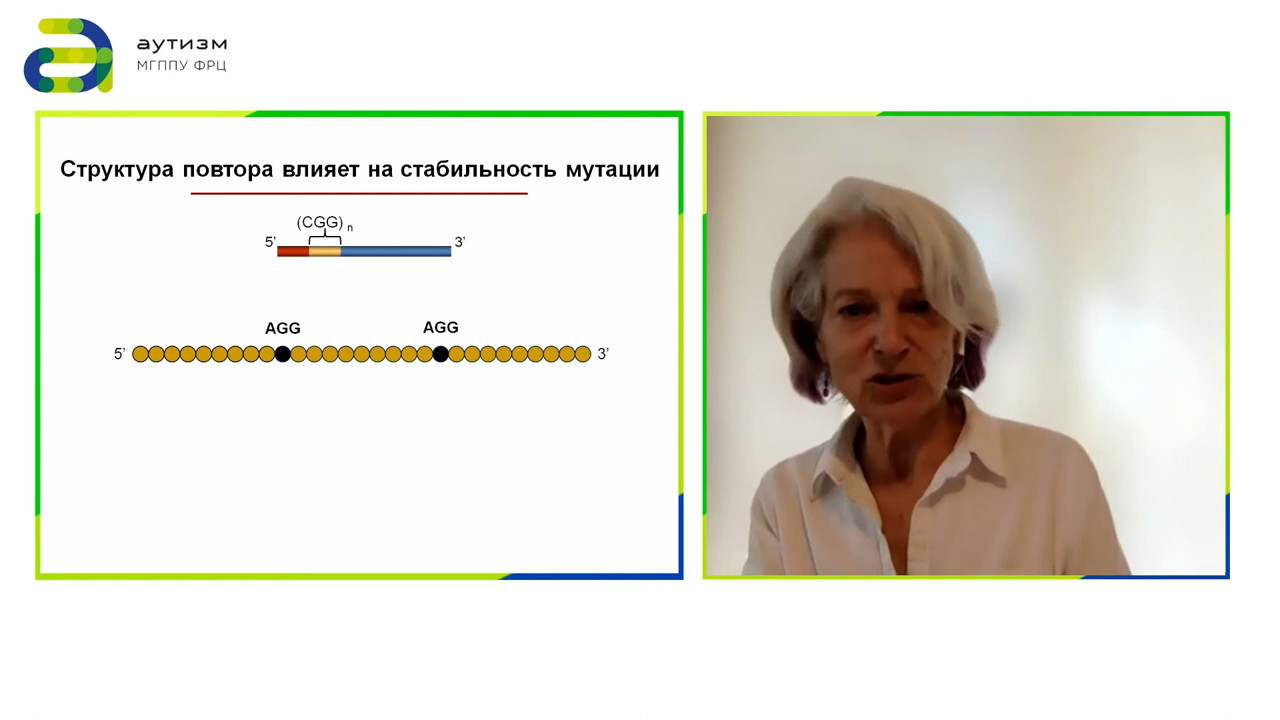 аутизм
МГППУ ФРЦ
Структура повтора влияет на стабильность мутации
(CGG) n
5’ 3’
AGG AGG
5’ 3’